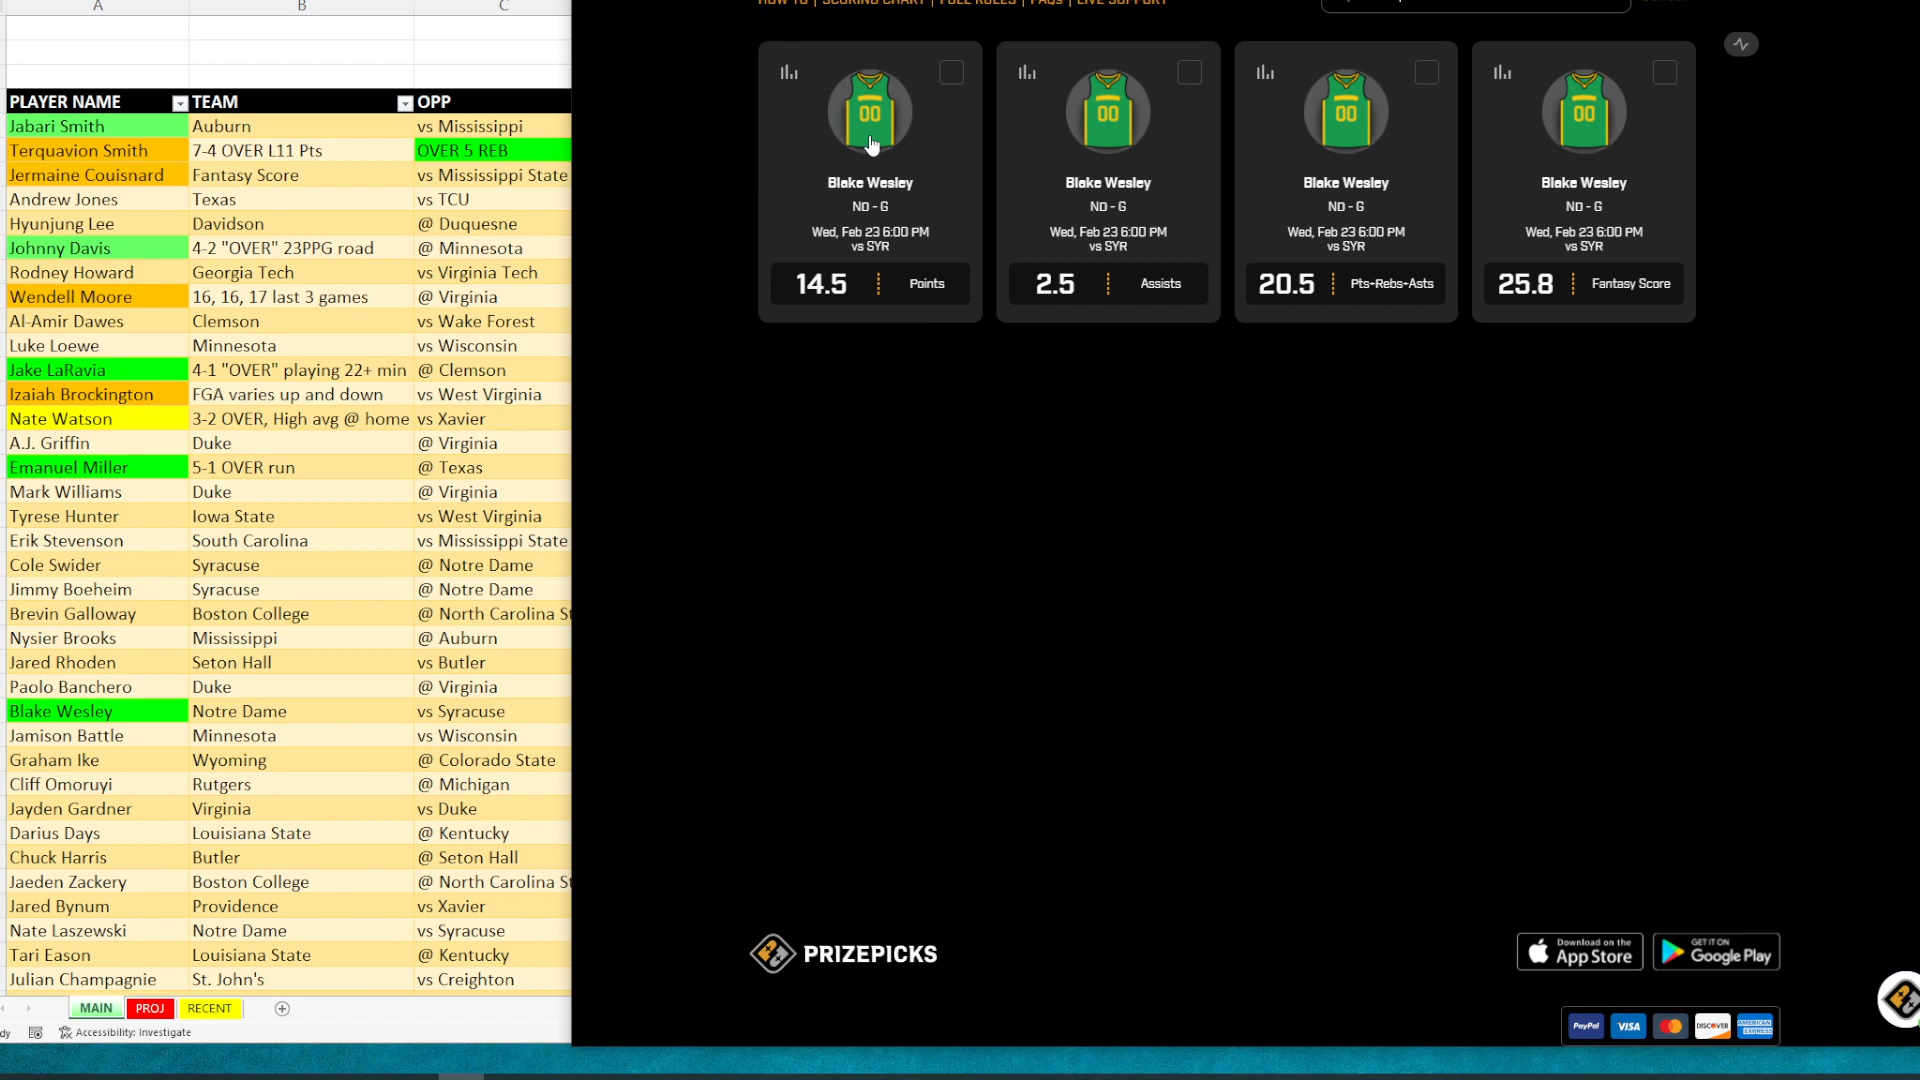 A B C
PLAYER NAME TEAM OPP
Jabari Smith Auburn vs Mississippi
Terquavion Smith 7-4 OVER L11 Pts OVER 5 REB
Jermaine Couisnard Fantasy Score vs Mississippi State
Andrew Jones Texas vs TCU
Hyunjung Lee Davidson @ Duquesne
Johnny Davis 4-2 "OVER" 23PPG road @ Minnesota
Rodney Howard Georgia Tech vs Virginia Tech
Wendell Moore 16, 16, 17 last 3 games @ Virginia
Al-Amir Dawes Clemson vs Wake Forest
Luke Loewe Minnesota vs Wisconsin
Jake LaRavia 4-1 "OVER" playing 22+ min @ Clemson
Izaiah Brockington FGA varies up and down vs West Virginia
Nate Watson 3-2 OVER, High avg @ home vs Xavier
A.J. Griffin Duke @ Virginia
Emanuel Miller 5-1 OVER run @ Texas
Mark Williams Duke @ Virginia
Tyrese Hunter Iowa State vs West Virginia
Erik Stevenson South Carolina vs Mississippi State
Cole Swider Syracuse @ Notre Dame
Jimmy Boeheim Syracuse @ Notre Dame
Brevin Galloway Boston College @ North Carolina St
Nysier Brooks Mississippi @ Auburn
Jared Rhoden Seton Hall vs Butler
Paolo Banchero Duke @ Virginia
Blake Wesley Notre Dame vs Syracuse
Jamison Battle Minnesota vs Wisconsin
Graham Ike Wyoming @ Colorado State
Cliff Omoruyi Rutgers @ Michigan
Jayden Gardner Virginia vs Duke
Darius Days Louisiana State @ Kentucky
Chuck Harris Butler @ Seton Hall
Jaeden Zackery Boston College @ North Carolina St
Jared Bynum Providence vs Xavier
Nate Laszewski Notre Dame vs Syracuse
Tari Eason Louisiana State @ Kentucky
Julian Champagnie St. John's vs Creighton
MAIN PROJ RECENT
dy Accessibility: Investigate
HOW TO | SCORING CHART | FULL RULES | FAQs | LIVE SUPPORT
00 00 00 00
Blake Wesley Blake Wesley Blake Wesley Blake Wesley
ND - G ND - G ND - G ND - G
Wed, Feb 23 6:00 PM Wed, Feb 23 6:00 PM Wed, Feb 23 6:00 PM Wed, Feb 23 6:00 PM
vs SYR vs SYR vs SYR vs SYR
14.5 Points 2.5 Assists 20.5 Pts+Rebs+Asts 25.8 Fantasy Score
PRIZEPICKS
Download on the App Store
GET IT ON Google Play
PayPal VISA DISCOVER AMERICAN EXPRESS